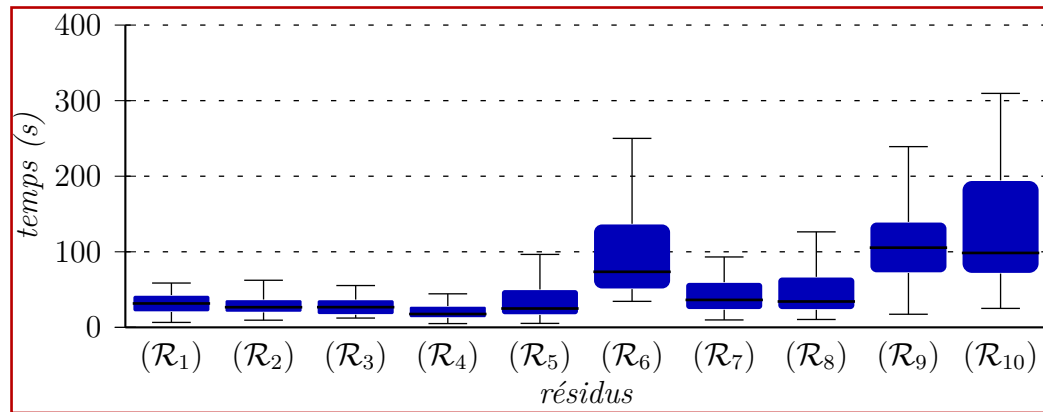 400
300
200
100
0
temps (s)
(R₁) (R₂) (R₃) (R₄) (R₅) (R₆) (R₇) (R₈) (R₉) (R₁₀)
résidus